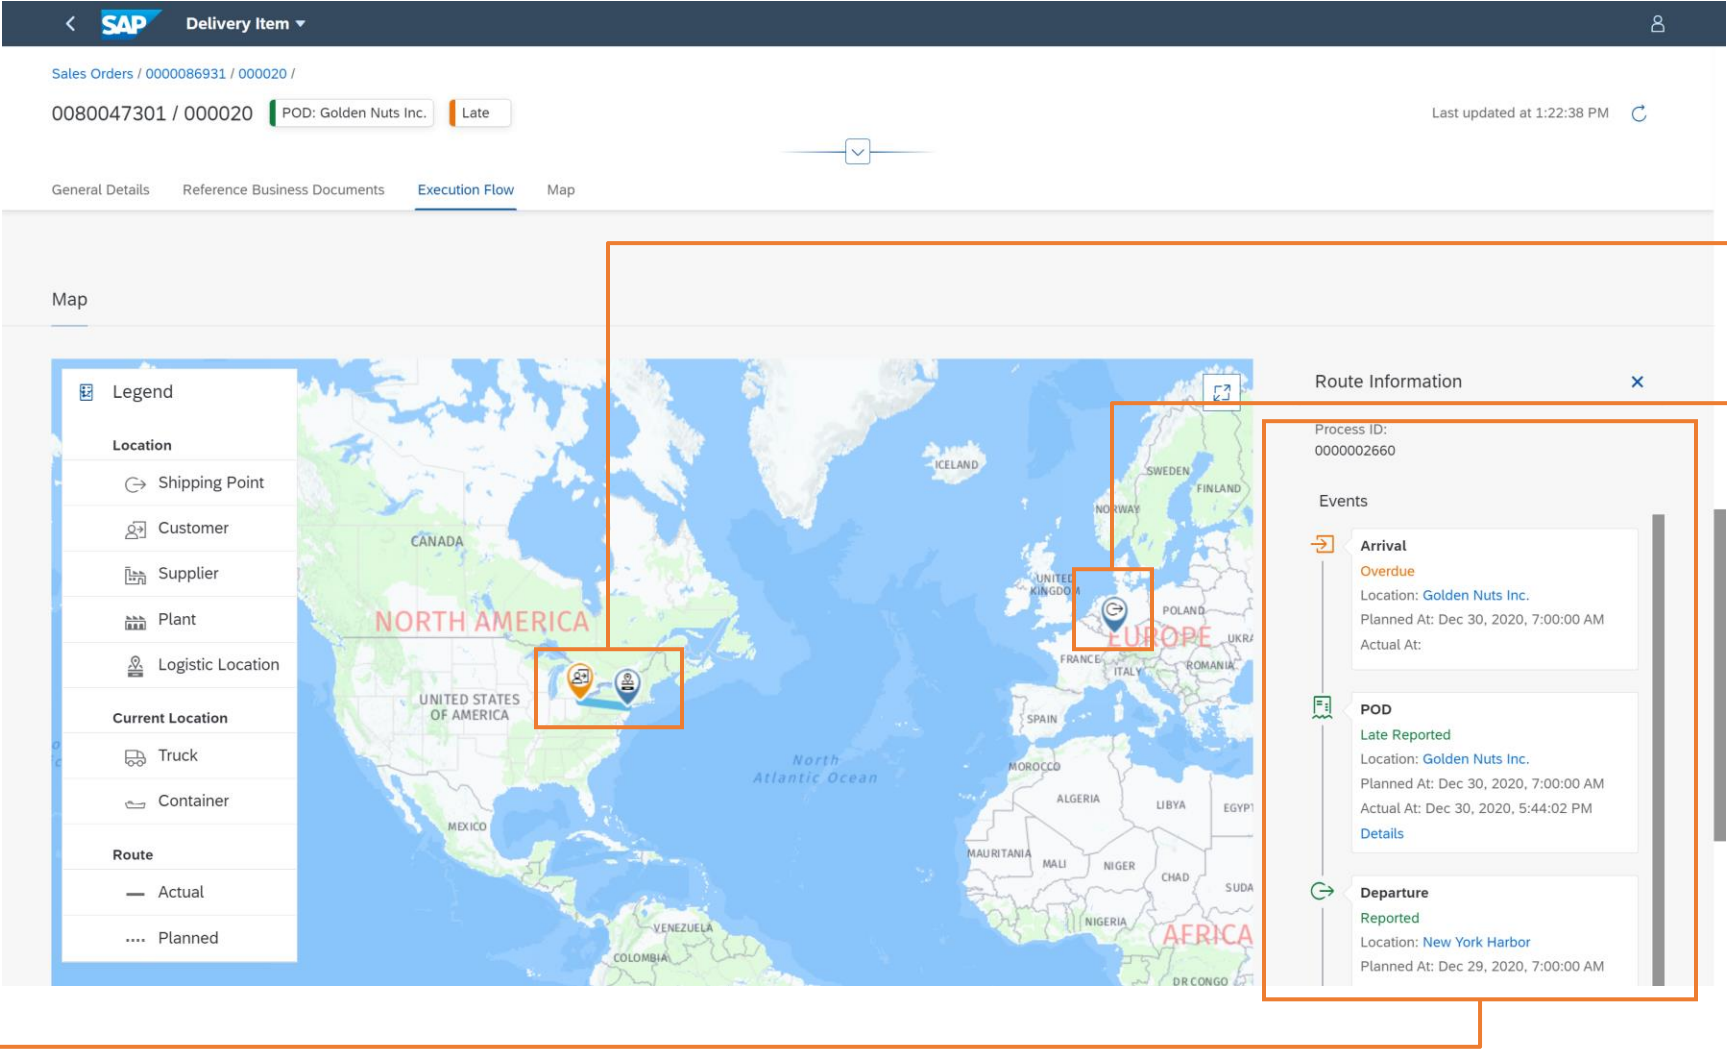 SAP Delivery Item
Sales Orders / 0000086931 / 000020 /
0080047301 / 000020 POD: Golden Nuts Inc. Late
Last updated at 1:22:38 PM
General Details Reference Business Documents Execution Flow Map
Map
Legend
Location
Shipping Point
Customer
Supplier
Plant
Logistic Location
Current Location
Truck
Container
Route
Actual
Planned
ICELAND
SWEDEN
FINLAND
NORWAY
CANADA
UNITED
KINGDOM
POLAND
NORTH AMERICA
EUROPE
UKRA
FRANCE
ITALY
ROMANIA
UNITED STATES
OF AMERICA
SPAIN
North
Atlantic Ocean
MOROCCO
ALGERIA
LIBYA
EGYPT
MEXICO
MAURITANIA
MALI
NIGER
CHAD
SUDA
VENEZUELA
NIGERIA
AFRICA
COLOMBIA
DR CONGO
Route Information
Process ID:
0000002660
Events
Arrival
Overdue
Location: Golden Nuts Inc.
Planned At: Dec 30, 2020, 7:00:00 AM
Actual At:
POD
Late Reported
Location: Golden Nuts Inc.
Planned At: Dec 30, 2020, 7:00:00 AM
Actual At: Dec 30, 2020, 5:44:02 PM
Details
Departure
Reported
Location: New York Harbor
Planned At: Dec 29, 2020, 7:00:00 AM